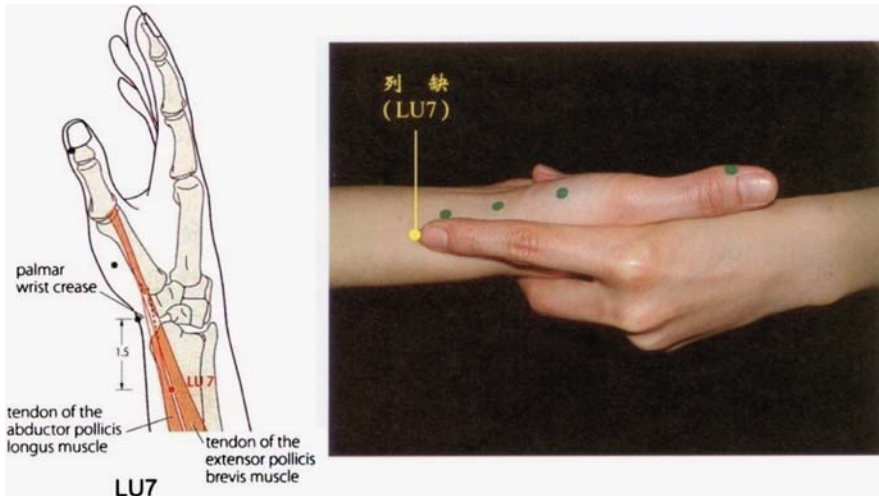 palmar
wrist crease
1.5
LU 7
tendon of the
abductor pollicis
longus muscle
tendon of the
extensor pollicis
brevis muscle
LU7
列 缺
(LU7)